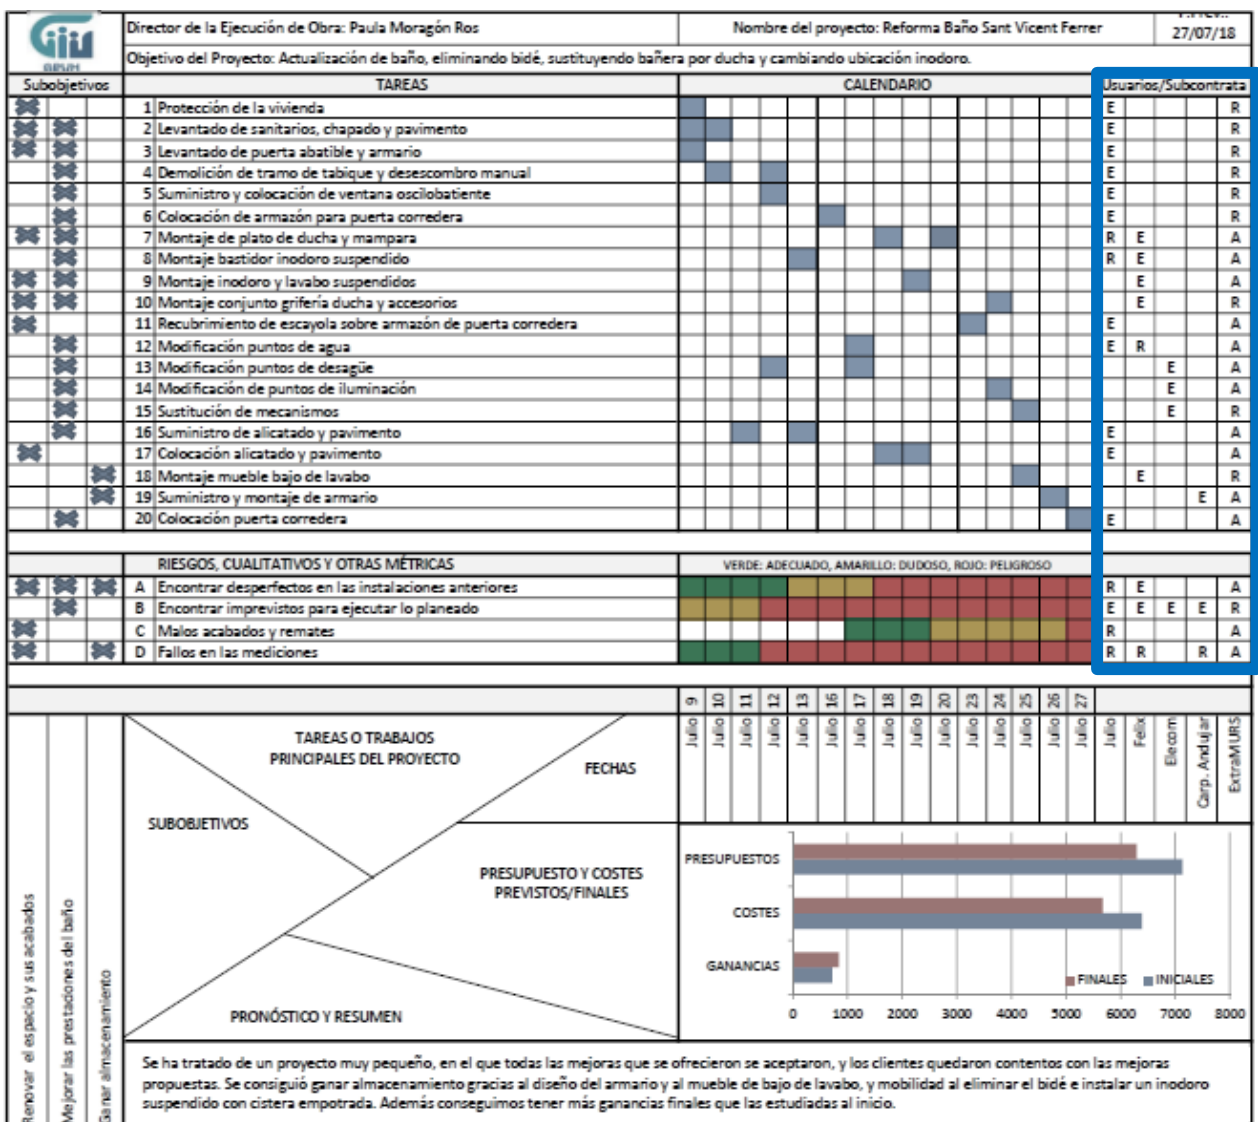 Director de la Ejecución de Obra: Paula Moragón Ros
Nombre del proyecto: Reforma Baño Sant Vicent Ferrer
27/07/18
Objetivo del Proyecto: Actualización de baño, eliminando bidé, sustituyendo bañera por ducha y cambiando ubicación inodoro.
Subobjetivos TAREAS CALENDARIO Usuarios/Subcontrata
1 Protección de la vivienda E R
2 Levantado de sanitarios, chapado y pavimento E R
3 Levantado de puerta abatible y armario E R
4 Demolición de tramo de tabique y desescombro manual E R
5 Suministro y colocación de ventana oscilobatiente E R
6 Colocación de armazón para puerta corredera E R
7 Montaje de plato de ducha y mampara R E A
8 Montaje bastidor inodoro suspendido R E A
9 Montaje inodoro y lavabo suspendidos E A
10 Montaje conjunto grifería ducha y accesorios E R
11 Recubrimiento de escayola sobre armazón de puerta corredera E A
12 Modificación puntos de agua E R A
13 Modificación puntos de desagüe E A
14 Modificación de puntos de iluminación E A
15 Sustitución de mecanismos E R
16 Suministro de alicatado y pavimento E A
17 Colocación alicatado y pavimento E A
18 Montaje mueble bajo de lavabo E R
19 Suministro y montaje de armario E A
20 Colocación puerta corredera E A
RIESGOS, CUALITATIVOS Y OTRAS MÉTRICAS VERDE: ADECUADO, AMARILLO: DUDOSO, ROJO: PELIGROSO
A Encontrar desperfectos en las instalaciones anteriores R E A
B Encontrar imprevistos para ejecutar lo planeado E E E E R
C Malos acabados y remates R A
D Fallos en las mediciones R R R A
9 10 11 12 13 16 17 18 19 20 23 24 25 26 27
Julio Julio Julio Julio Julio Julio Julio Julio Julio Julio Julio Julio Julio Julio Julio Julio Felix Elecom Carp. Andujar ExtraMURS
TAREAS O TRABAJOS
PRINCIPALES DEL PROYECTO
FECHAS
SUBOBJETIVOS
PRESUPUESTO Y COSTES
PREVISTOS/FINALES
PRONÓSTICO Y RESUMEN
Renovar el espacio y sus acabados
Mejorar las prestaciones del baño
Ganar almacenamiento
PRESUPUESTOS
COSTES
GANANCIAS
FINALES INICIALES
0 1000 2000 3000 4000 5000 6000 7000 8000
Se ha tratado de un proyecto muy pequeño, en el que todas las mejoras que se ofrecieron se aceptaron, y los clientes quedaron contentos con las mejoras
propuestas. Se consiguió ganar almacenamiento gracias al diseño del armario y al mueble de bajo de lavabo, y mobilidad al eliminar el bidé e instalar un inodoro
suspendido con cistera empotrada. Además conseguimos tener más ganancias finales que las estudiadas al inicio.